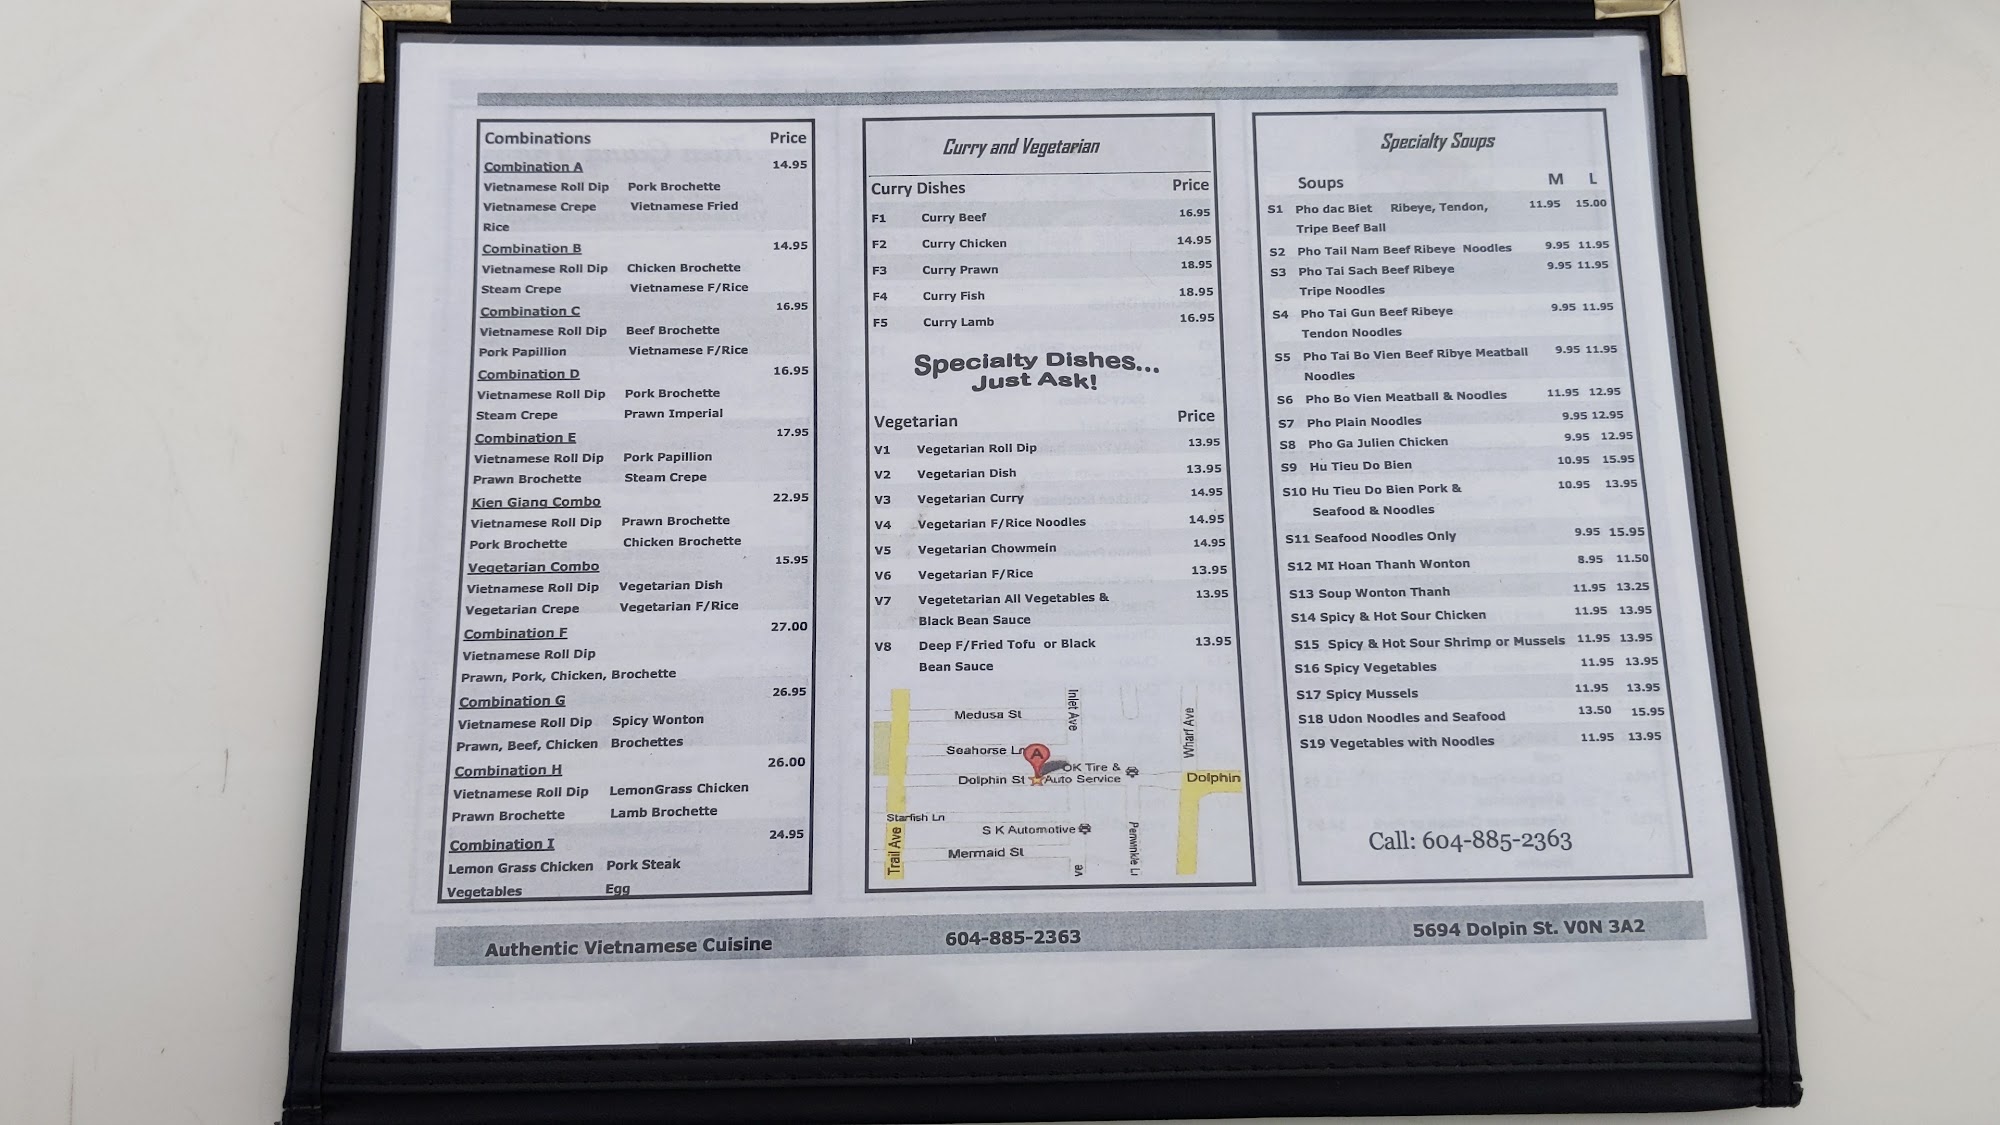 Combinations Price
Combination A 14.95
Vietnamese Roll Dip Pork Brochette
Vietnamese Crepe Vietnamese Fried
Rice
Combination B 14.95
Vietnamese Roll Dip Chicken Brochette
Steam Crepe Vietnamese F/Rice
Combination C 16.95
Vietnamese Roll Dip Beef Brochette
Pork Papillion Vietnamese F/Rice
Combination D 16.95
Vietnamese Roll Dip Pork Brochette
Steam Crepe Prawn Imperial
Combination E 17.95
Vietnamese Roll Dip Pork Papillion
Prawn Brochette Steam Crepe
Kien Giang Combo 22.95
Vietnamese Roll Dip Prawn Brochette
Pork Brochette Chicken Brochette
Vegetarian Combo 15.95
Vietnamese Roll Dip Vegetarian Dish
Vegetarian Crepe Vegetarian F/Rice
Combination F 27.00
Vietnamese Roll Dip
Prawn, Pork, Chicken, Brochette
Combination G 26.95
Vietnamese Roll Dip Spicy Wonton
Prawn, Beef, Chicken Brochettes
Combination H 26.00
Vietnamese Roll Dip LemonGrass Chicken
Prawn Brochette Lamb Brochette
Combination I 24.95
Lemon Grass Chicken Pork Steak
Vegetables Egg
Curry and Vegetarian
Curry Dishes Price
F1 Curry Beef 16.95
F2 Curry Chicken 14.95
F3 Curry Prawn 18.95
F4 Curry Fish 18.95
F5 Curry Lamb 16.95
Specialty Dishes...
Just Ask!
Vegetarian Price
V1 Vegetarian Roll Dip 13.95
V2 Vegetarian Dish 13.95
V3 Vegetarian Curry 14.95
V4 Vegetarian F/Rice Noodles 14.95
V5 Vegetarian Chowmein 14.95
V6 Vegetarian F/Rice 13.95
V7 Vegetetarian All Vegetables & 13.95
Black Bean Sauce
V8 Deep F/Fried Tofu or Black 13.95
Bean Sauce
Medusa St
Inlet Ave
Wharf Ave
Seahorse Ln
A
OK Tire &
Dolphin St Auto Service
Dolphin
Starfish Ln
S K Automotive
Trail Ave
Mermaid St
ve
Specialty Soups
Soups M L
S1 Pho dac Biet Ribeye, Tendon, 11.95 15.00
Tripe Beef Ball
S2 Pho Tail Nam Beef Ribeye Noodles 9.95 11.95
S3 Pho Tai Sach Beef Ribeye 9.95 11.95
Tripe Noodles
S4 Pho Tai Gun Beef Ribeye 9.95 11.95
Tendon Noodles
S5 Pho Tai Bo Vien Beef Ribye Meatball 9.95 11.95
Noodles
S6 Pho Bo Vien Meatball & Noodles 11.95 12.95
S7 Pho Plain Noodles 9.95 12.95
S8 Pho Ga Julien Chicken 9.95 12.95
S9 Hu Tieu Do Bien 10.95 15.95
S10 Hu Tieu Do Bien Pork & 10.95 13.95
Seafood & Noodles
S11 Seafood Noodles Only 9.95 15.95
S12 MI Hoan Thanh Wonton 8.95 11.50
S13 Soup Wonton Thanh 11.95 13.25
S14 Spicy & Hot Sour Chicken 11.95 13.95
S15 Spicy & Hot Sour Shrimp or Mussels 11.95 13.95
S16 Spicy Vegetables 11.95 13.95
S17 Spicy Mussels 11.95 13.95
S18 Udon Noodles and Seafood 13.50 15.95
S19 Vegetables with Noodles 11.95 13.95
Call: 604-885-2363
Authentic Vietnamese Cuisine 604-885-2363 5694 Dolpin St. V0N 3A2